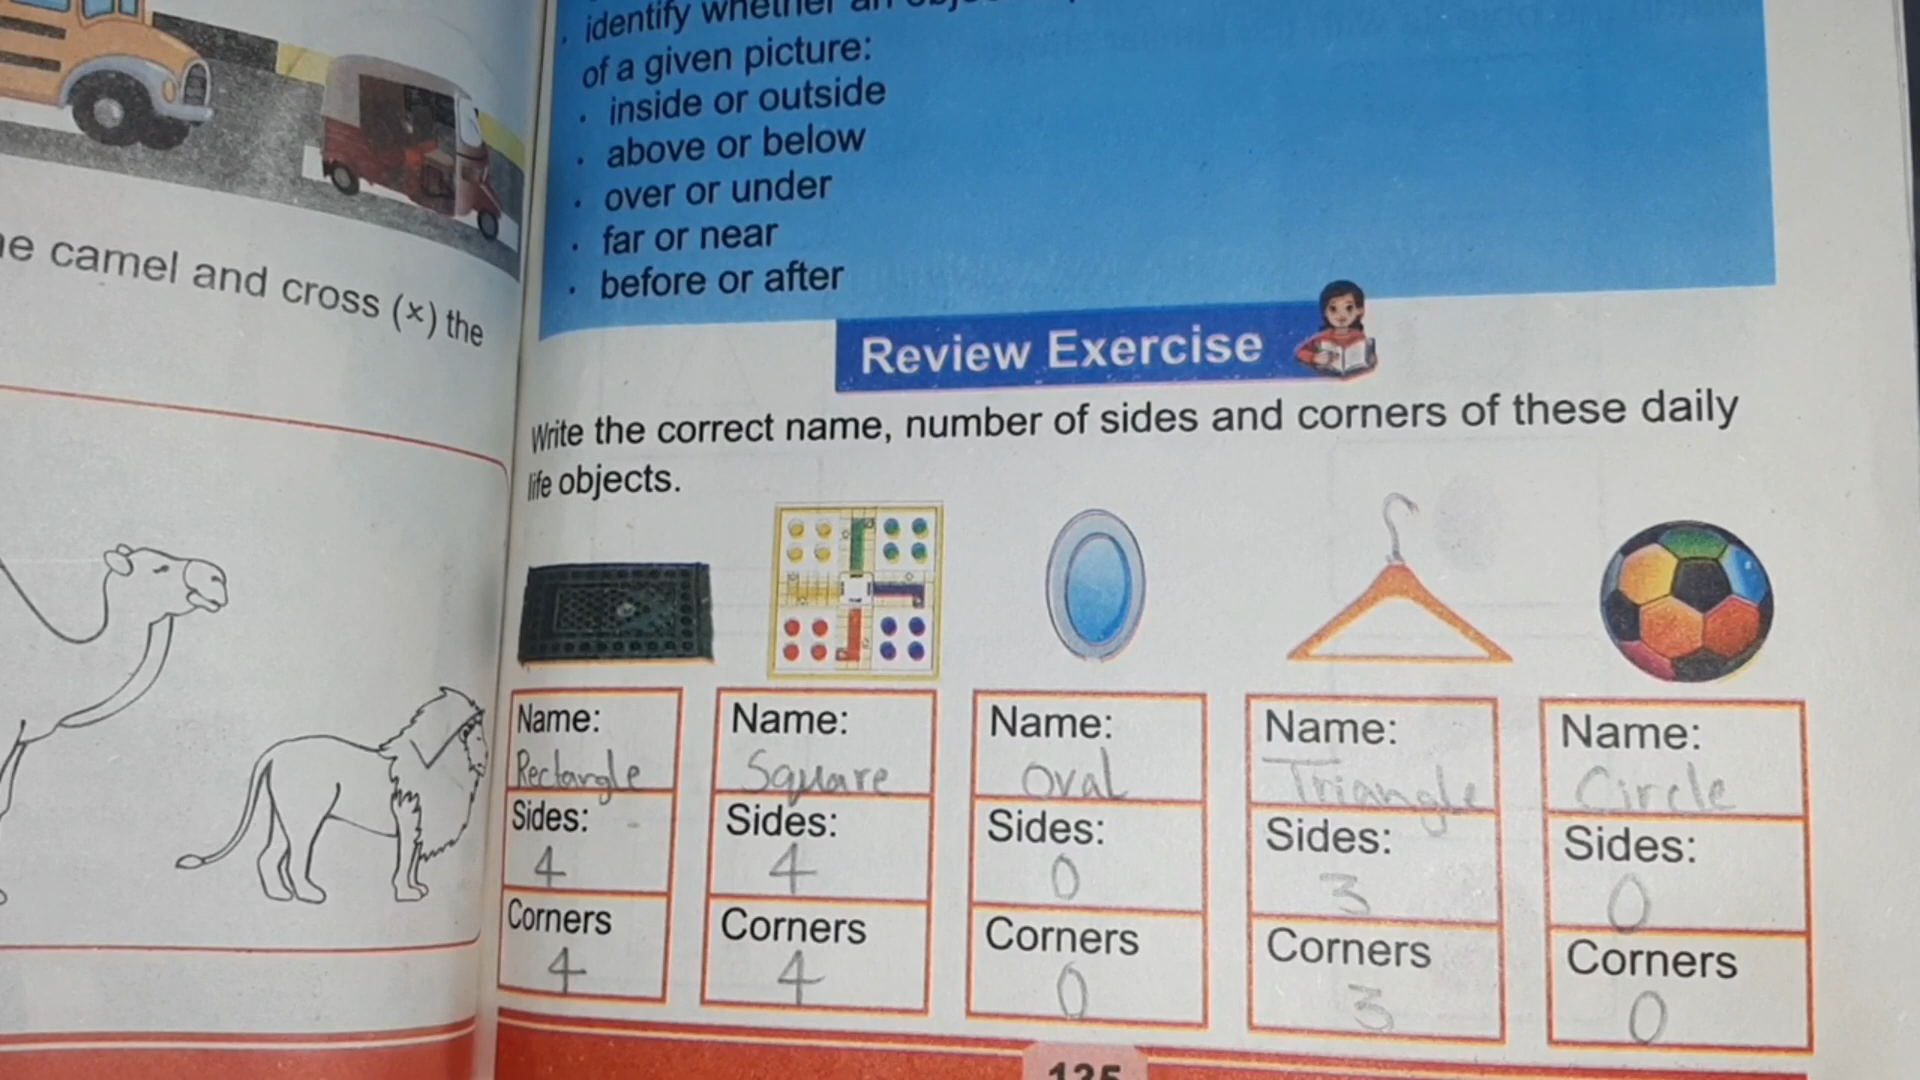 e camel and cross (×) the
identify whether an
of a given picture:
· inside or outside
· above or below
· over or under
· far or near
· before or after
Review Exercise
Write the correct name, number of sides and corners of these daily
life objects.
Name: Name: Name: Name: Name:
Rectangle Square Oval Triangle Circle
Sides: Sides: Sides: Sides: Sides:
4 4 0 3 0
Corners Corners Corners Corners Corners
4 4 0 3 0
135